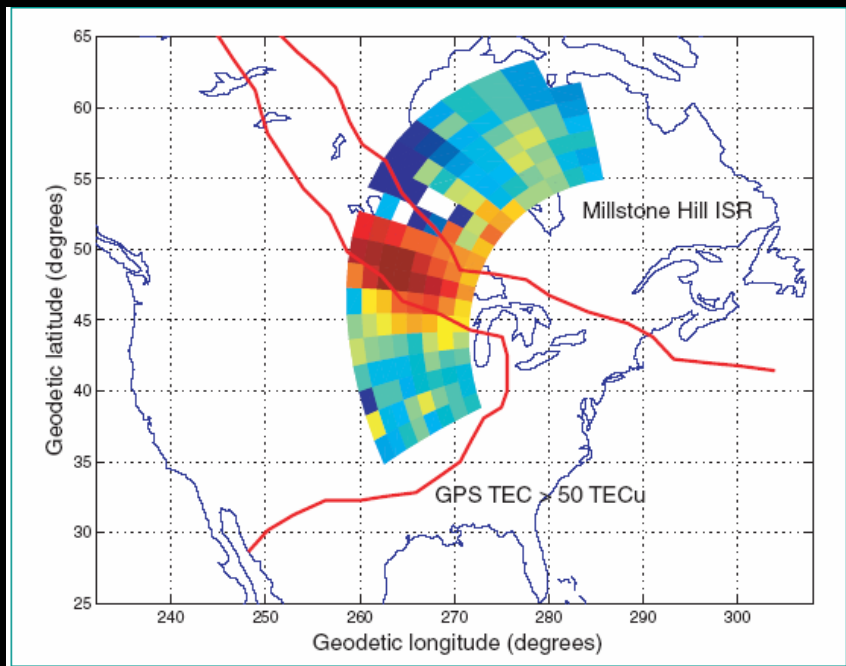 65
60
55
50
45
40
35
30
25
Geodetic latitude (degrees)
Millstone Hill ISR
GPS TEC > 50 TECu
240 250 260 270 280 290 300
Geodetic longitude (degrees)